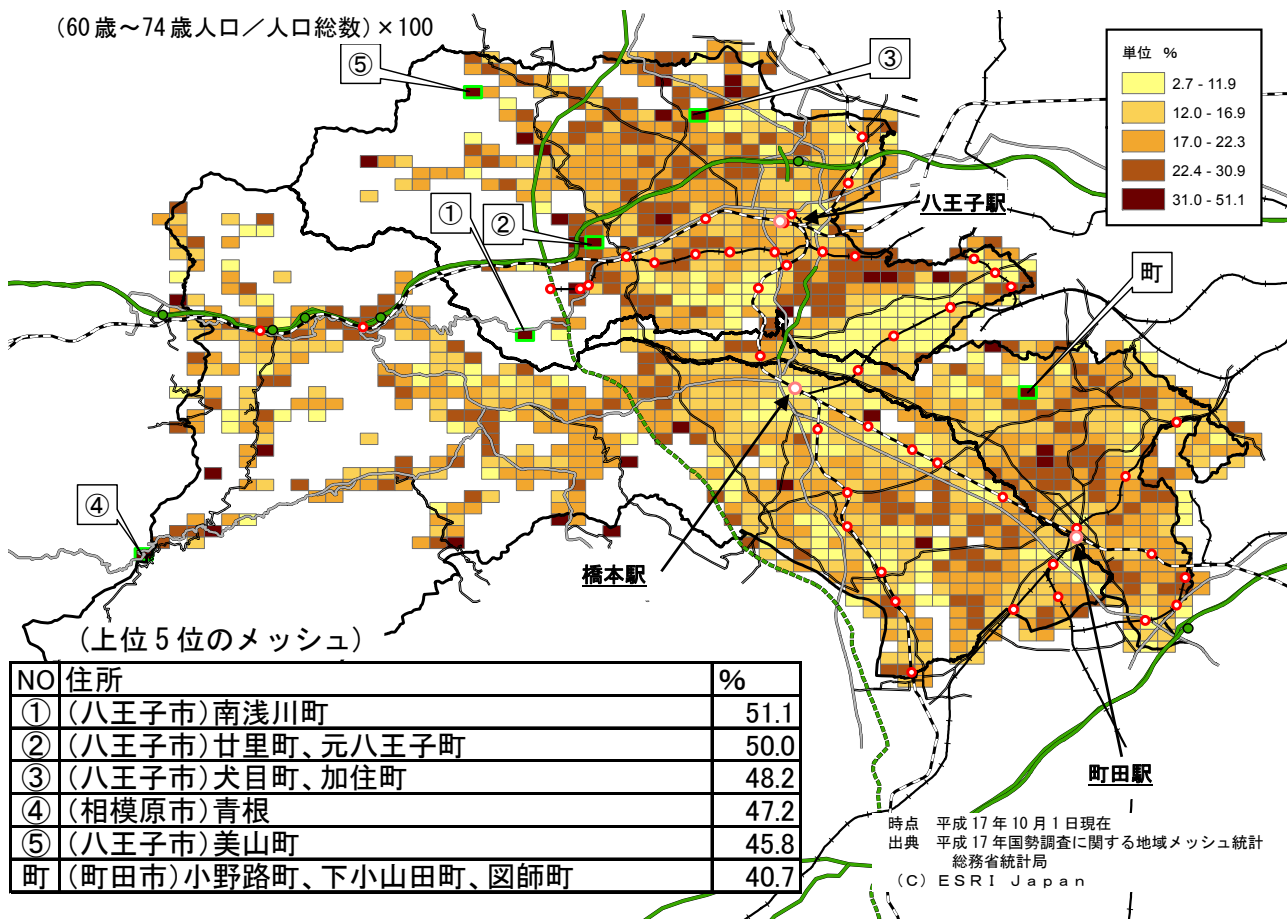 (60歳～74歳人口／人口総数)×100
⑤
③
単位 %
2.7 - 11.9
12.0 - 16.9
17.0 - 22.3
22.4 - 30.9
31.0 - 51.1
①
②
八王子駅
町
④
橋本駅
町田駅
(上位5位のメッシュ)
NO 住所 %
① (八王子市)南浅川町 51.1
② (八王子市)廿里町、元八王子町 50.0
③ (八王子市)犬目町、加住町 48.2
④ (相模原市)青根 47.2
⑤ (八王子市)美山町 45.8
町 (町田市)小野路町、下小山田町、図師町 40.7
時点 平成17年10月1日現在
出典 平成17年国勢調査に関する地域メッシュ統計
総務省統計局
(C) ESRI Japan